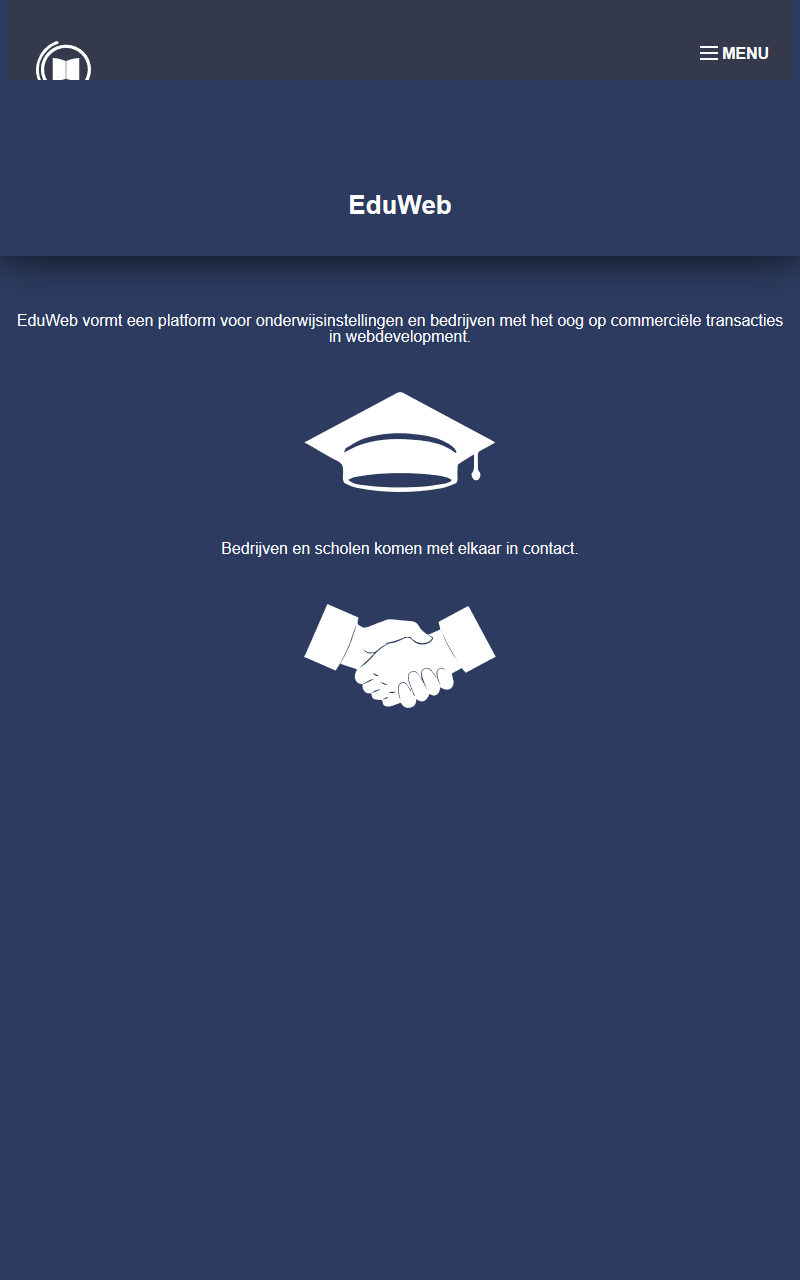 MENU
EduWeb
EduWeb vormt een platform voor onderwijsinstellingen en bedrijven met het oog op commerciële transacties
in webdevelopment.
Bedrijven en scholen komen met elkaar in contact.